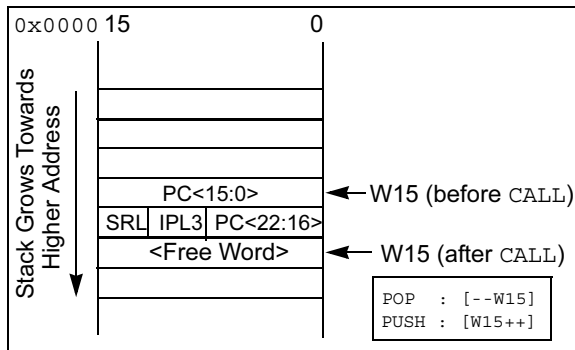 0x0000 15 0
Stack Grows Towards
Higher Address
PC<15:0>
W15 (before CALL)
SRL IPL3 PC<22:16>
<Free Word>
W15 (after CALL)
POP : [--W15]
PUSH : [W15++]